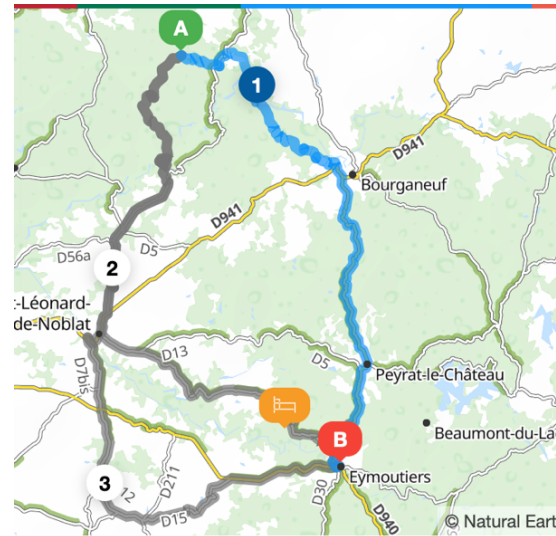 A
1
D941
Bourganeuf
D941
D56a
D5
2
t-Léonard-
de-Noblat
D7bis
D13
D5
Peyrat-le-Château
B
Beaumont-du-La
Eymoutiers
3
12
D211
D15
D30
D940
© Natural Eart